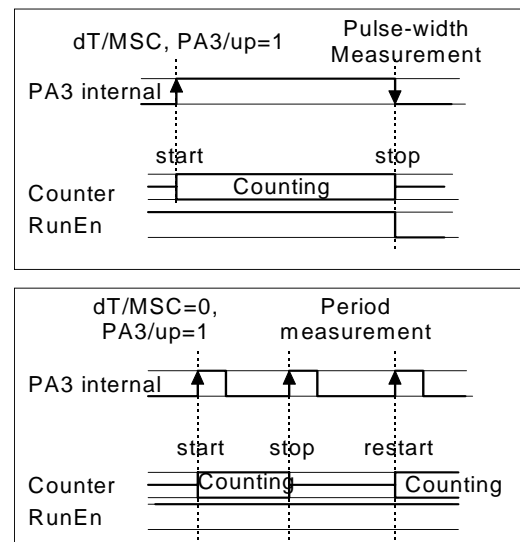 dT/MSC, PA3/up=1
Pulse-width
Measurement
PA3 internal
start
stop
Counter
Counting
RunEn
dT/MSC=0,
PA3/up=1
Period
measurement
PA3 internal
start
stop
restart
Counter
Counting
Counting
RunEn